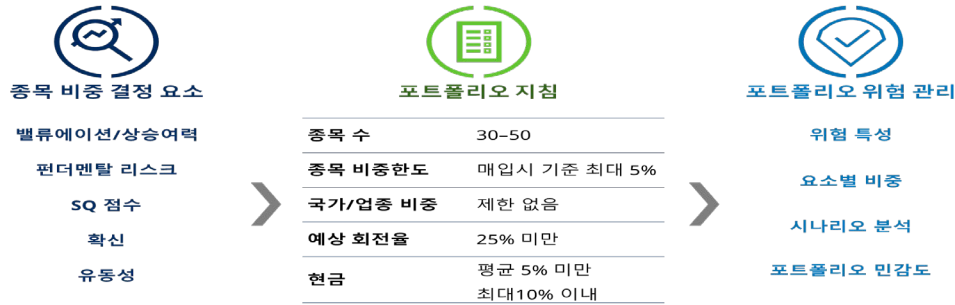 종목 비중 결정 요소
밸류에이션/상승여력
펀더멘탈 리스크
SQ 점수
확신
유동성
포트폴리오 지침
종목 수 30–50
종목 비중한도 매입시 기준 최대 5%
국가/업종 비중 제한 없음
예상 회전율 25% 미만
현금 평균 5% 미만
최대10% 이내
포트폴리오 위험 관리
위험 특성
요소별 비중
시나리오 분석
포트폴리오 민감도